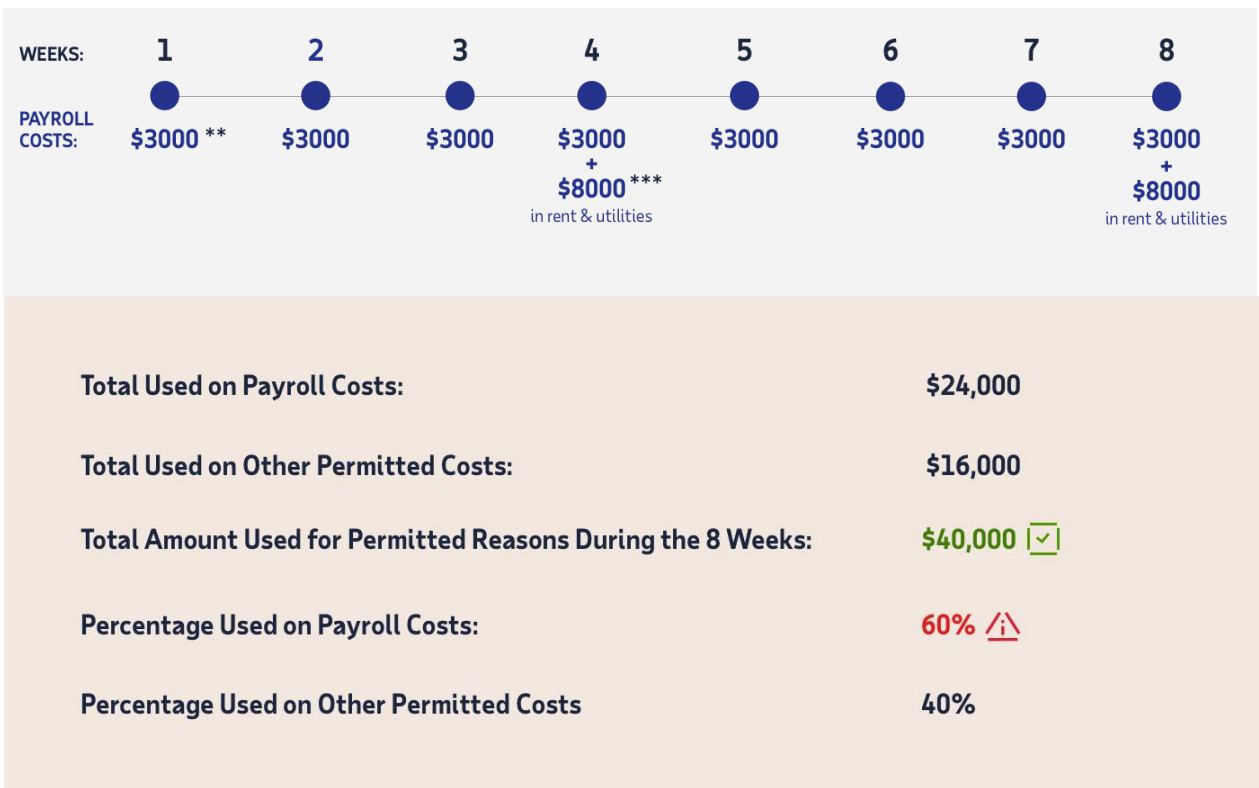 WEEKS: 1 2 3 4 5 6 7 8
PAYROLL
COSTS: $3000 ** $3000 $3000 $3000 $3000 $3000 $3000 $3000
+ +
$8000 *** $8000
in rent & utilities in rent & utilities
Total Used on Payroll Costs: $24,000
Total Used on Other Permitted Costs: $16,000
Total Amount Used for Permitted Reasons During the 8 Weeks: $40,000
Percentage Used on Payroll Costs: 60%
Percentage Used on Other Permitted Costs 40%